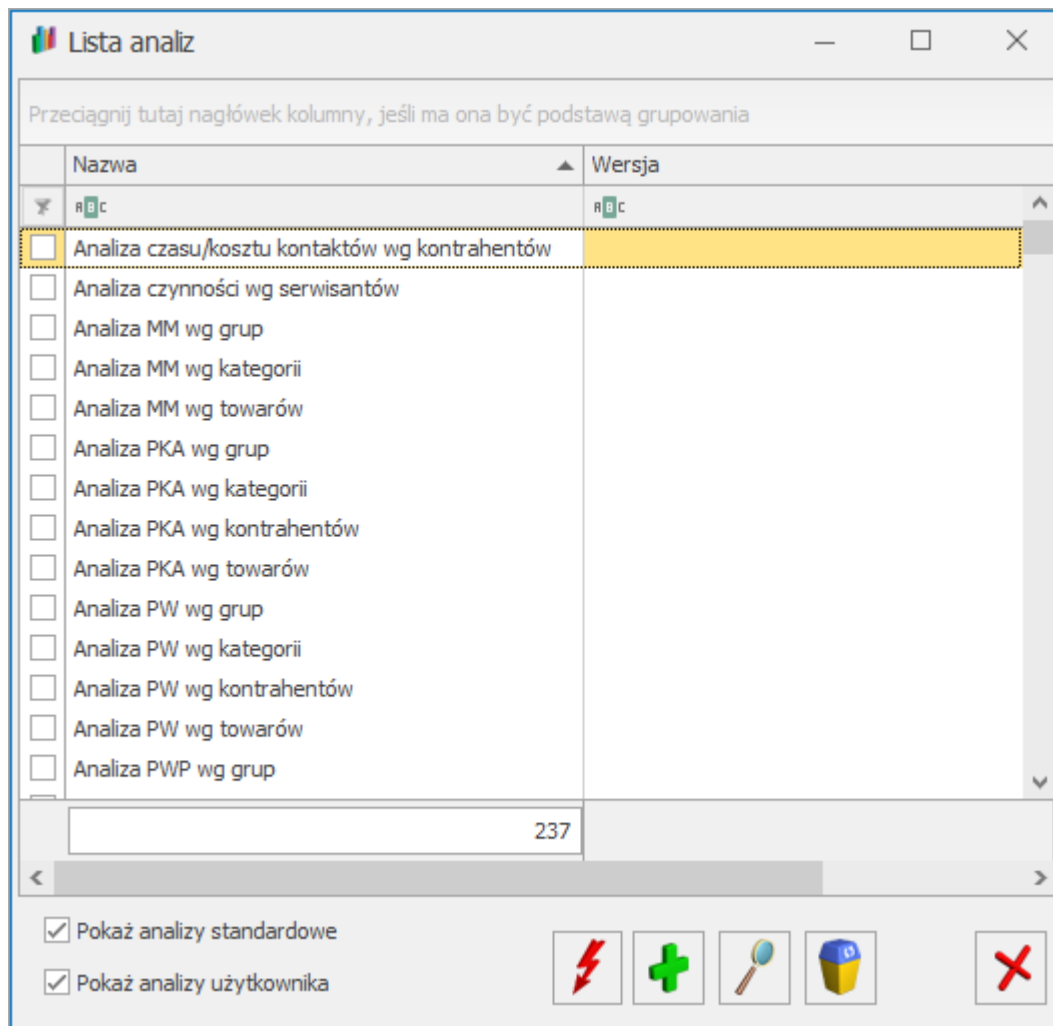 Lista analiz
Przeciągnij tutaj nagłówek kolumny, jeśli ma ona być podstawą grupowania
Nazwa Wersja
ABC ABC
Analiza czasu/kosztu kontaktów wg kontrahentów
Analiza czynności wg serwisantów
Analiza MM wg grup
Analiza MM wg kategorii
Analiza MM wg towarów
Analiza PKA wg grup
Analiza PKA wg kategorii
Analiza PKA wg kontrahentów
Analiza PKA wg towarów
Analiza PW wg grup
Analiza PW wg kategorii
Analiza PW wg kontrahentów
Analiza PW wg towarów
Analiza PWP wg grup
237
Pokaż analizy standardowe
Pokaż analizy użytkownika